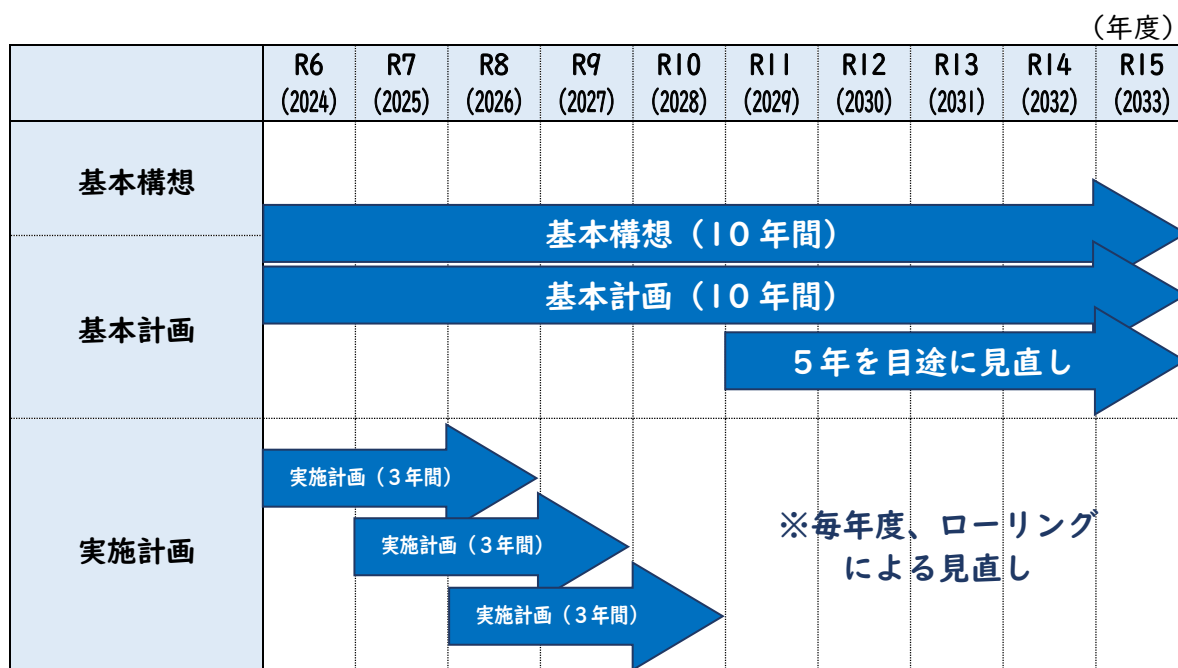 （年度）
R6 R7 R8 R9 R10 R11 R12 R13 R14 R15
(2024) (2025) (2026) (2027) (2028) (2029) (2030) (2031) (2032) (2033)
基本構想
基本構想（10年間）
基本計画
基本計画（10年間）
５年を目途に見直し
実施計画
実施計画（３年間）
実施計画（３年間）
実施計画（３年間）
※毎年度、ローリング
による見直し